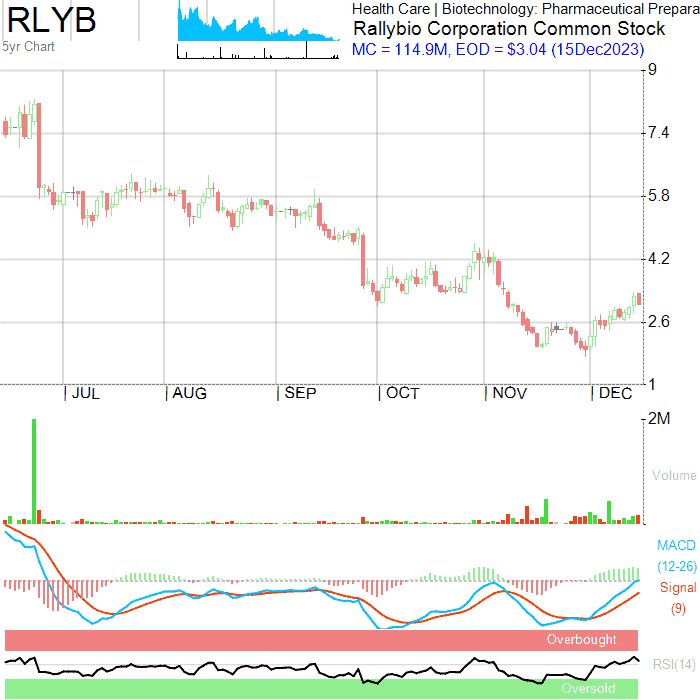 RLYB
5yr Chart
Health Care | Biotechnology: Pharmaceutical Prepara
Rallybio Corporation Common Stock
MC = 114.9M, EOD = $3.04 (15Dec2023)
9
7.4
5.8
4.2
2.6
1
JUL AUG SEP OCT NOV DEC
2M
Volume
MACD
(12-26)
Signal
(9)
Overbought
RSI(14)
Oversold